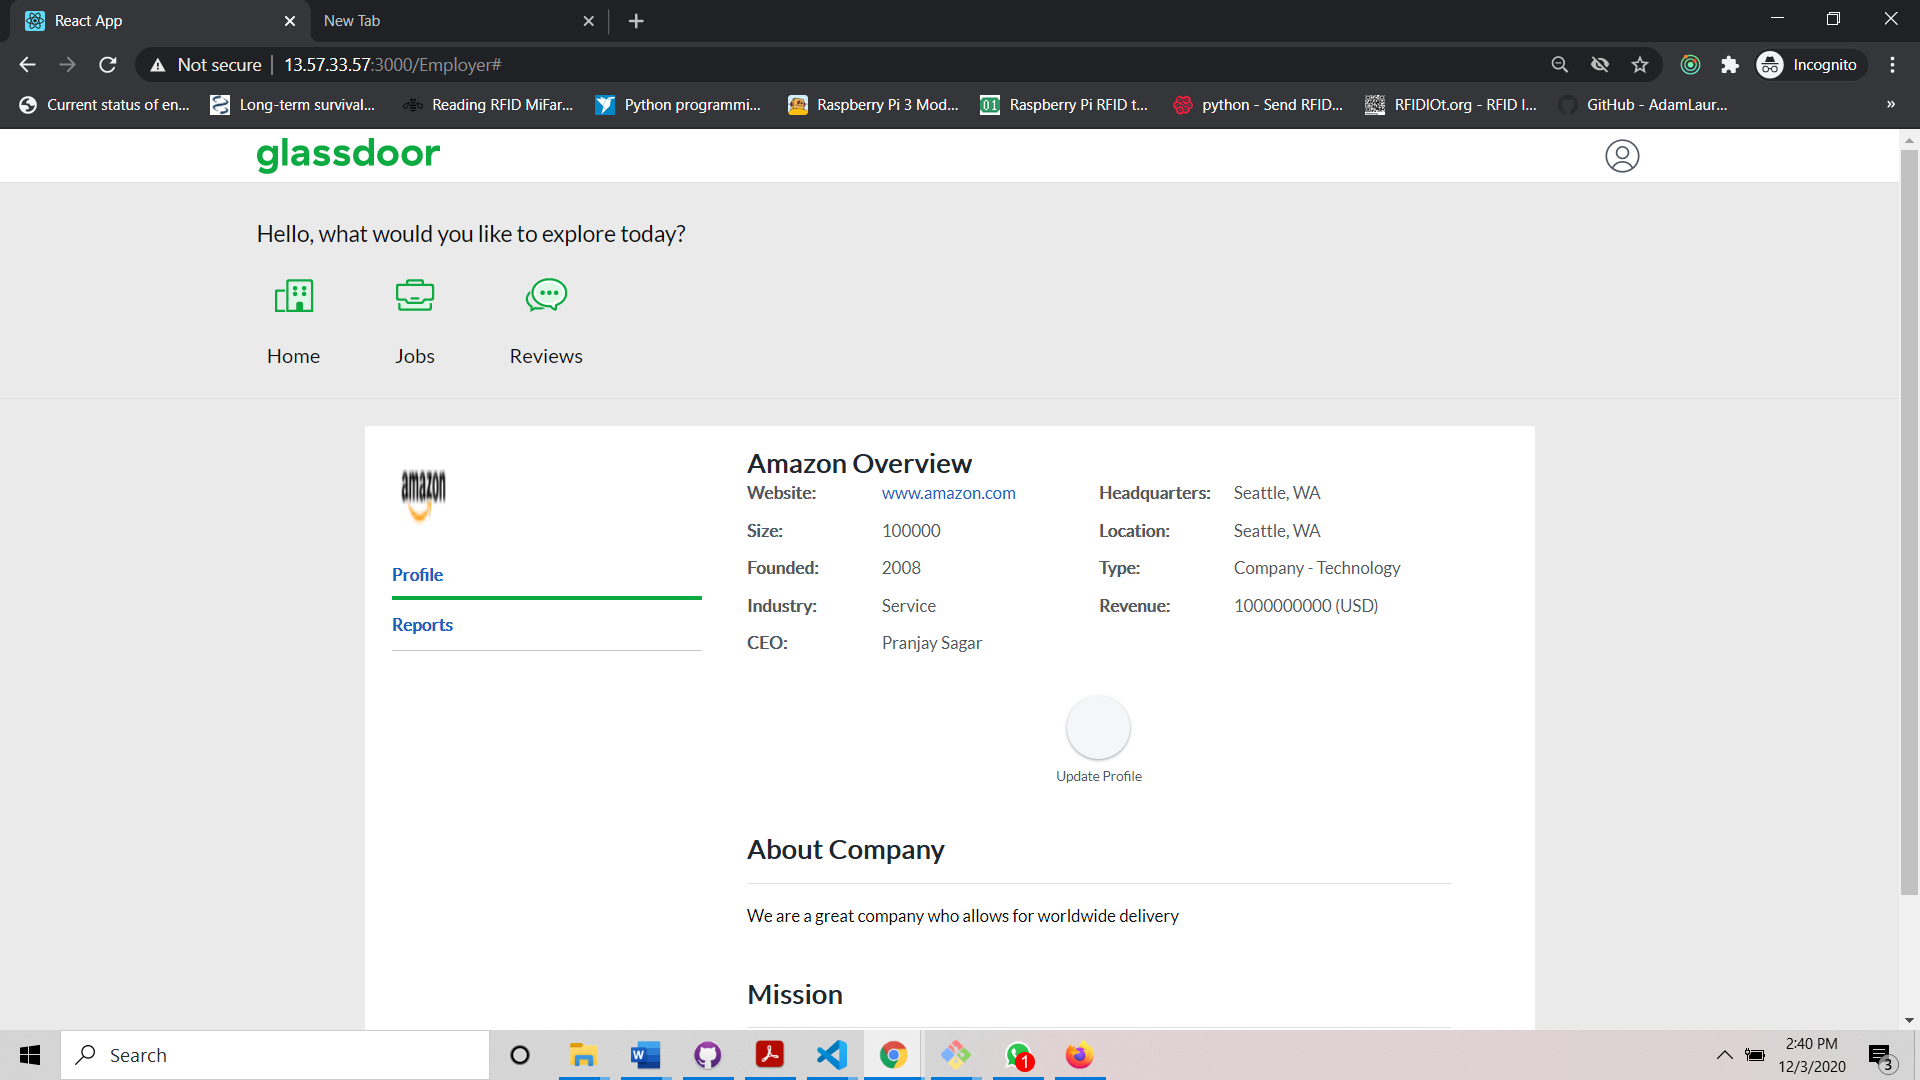 React App
New Tab
Not secure
13.57.33.57:3000/Employer#
Incognito
Current status of en...
Long-term survival...
Reading RFID MiFar...
Python programmi...
Raspberry Pi 3 Mod...
Raspberry Pi RFID t...
python - Send RFID...
RFIDIOt.org - RFID I...
GitHub - AdamLaur...
»
glassdoor
Hello, what would you like to explore today?
Home
Jobs
Reviews
amazon
Profile
Reports
Amazon Overview
Website: www.amazon.com Headquarters: Seattle, WA
Size: 100000 Location: Seattle, WA
Founded: 2008 Type: Company - Technology
Industry: Service Revenue: 1000000000 (USD)
CEO: Pranjay Sagar
Update Profile
About Company
We are a great company who allows for worldwide delivery
Mission
Search
1
2:40 PM
12/3/2020
3